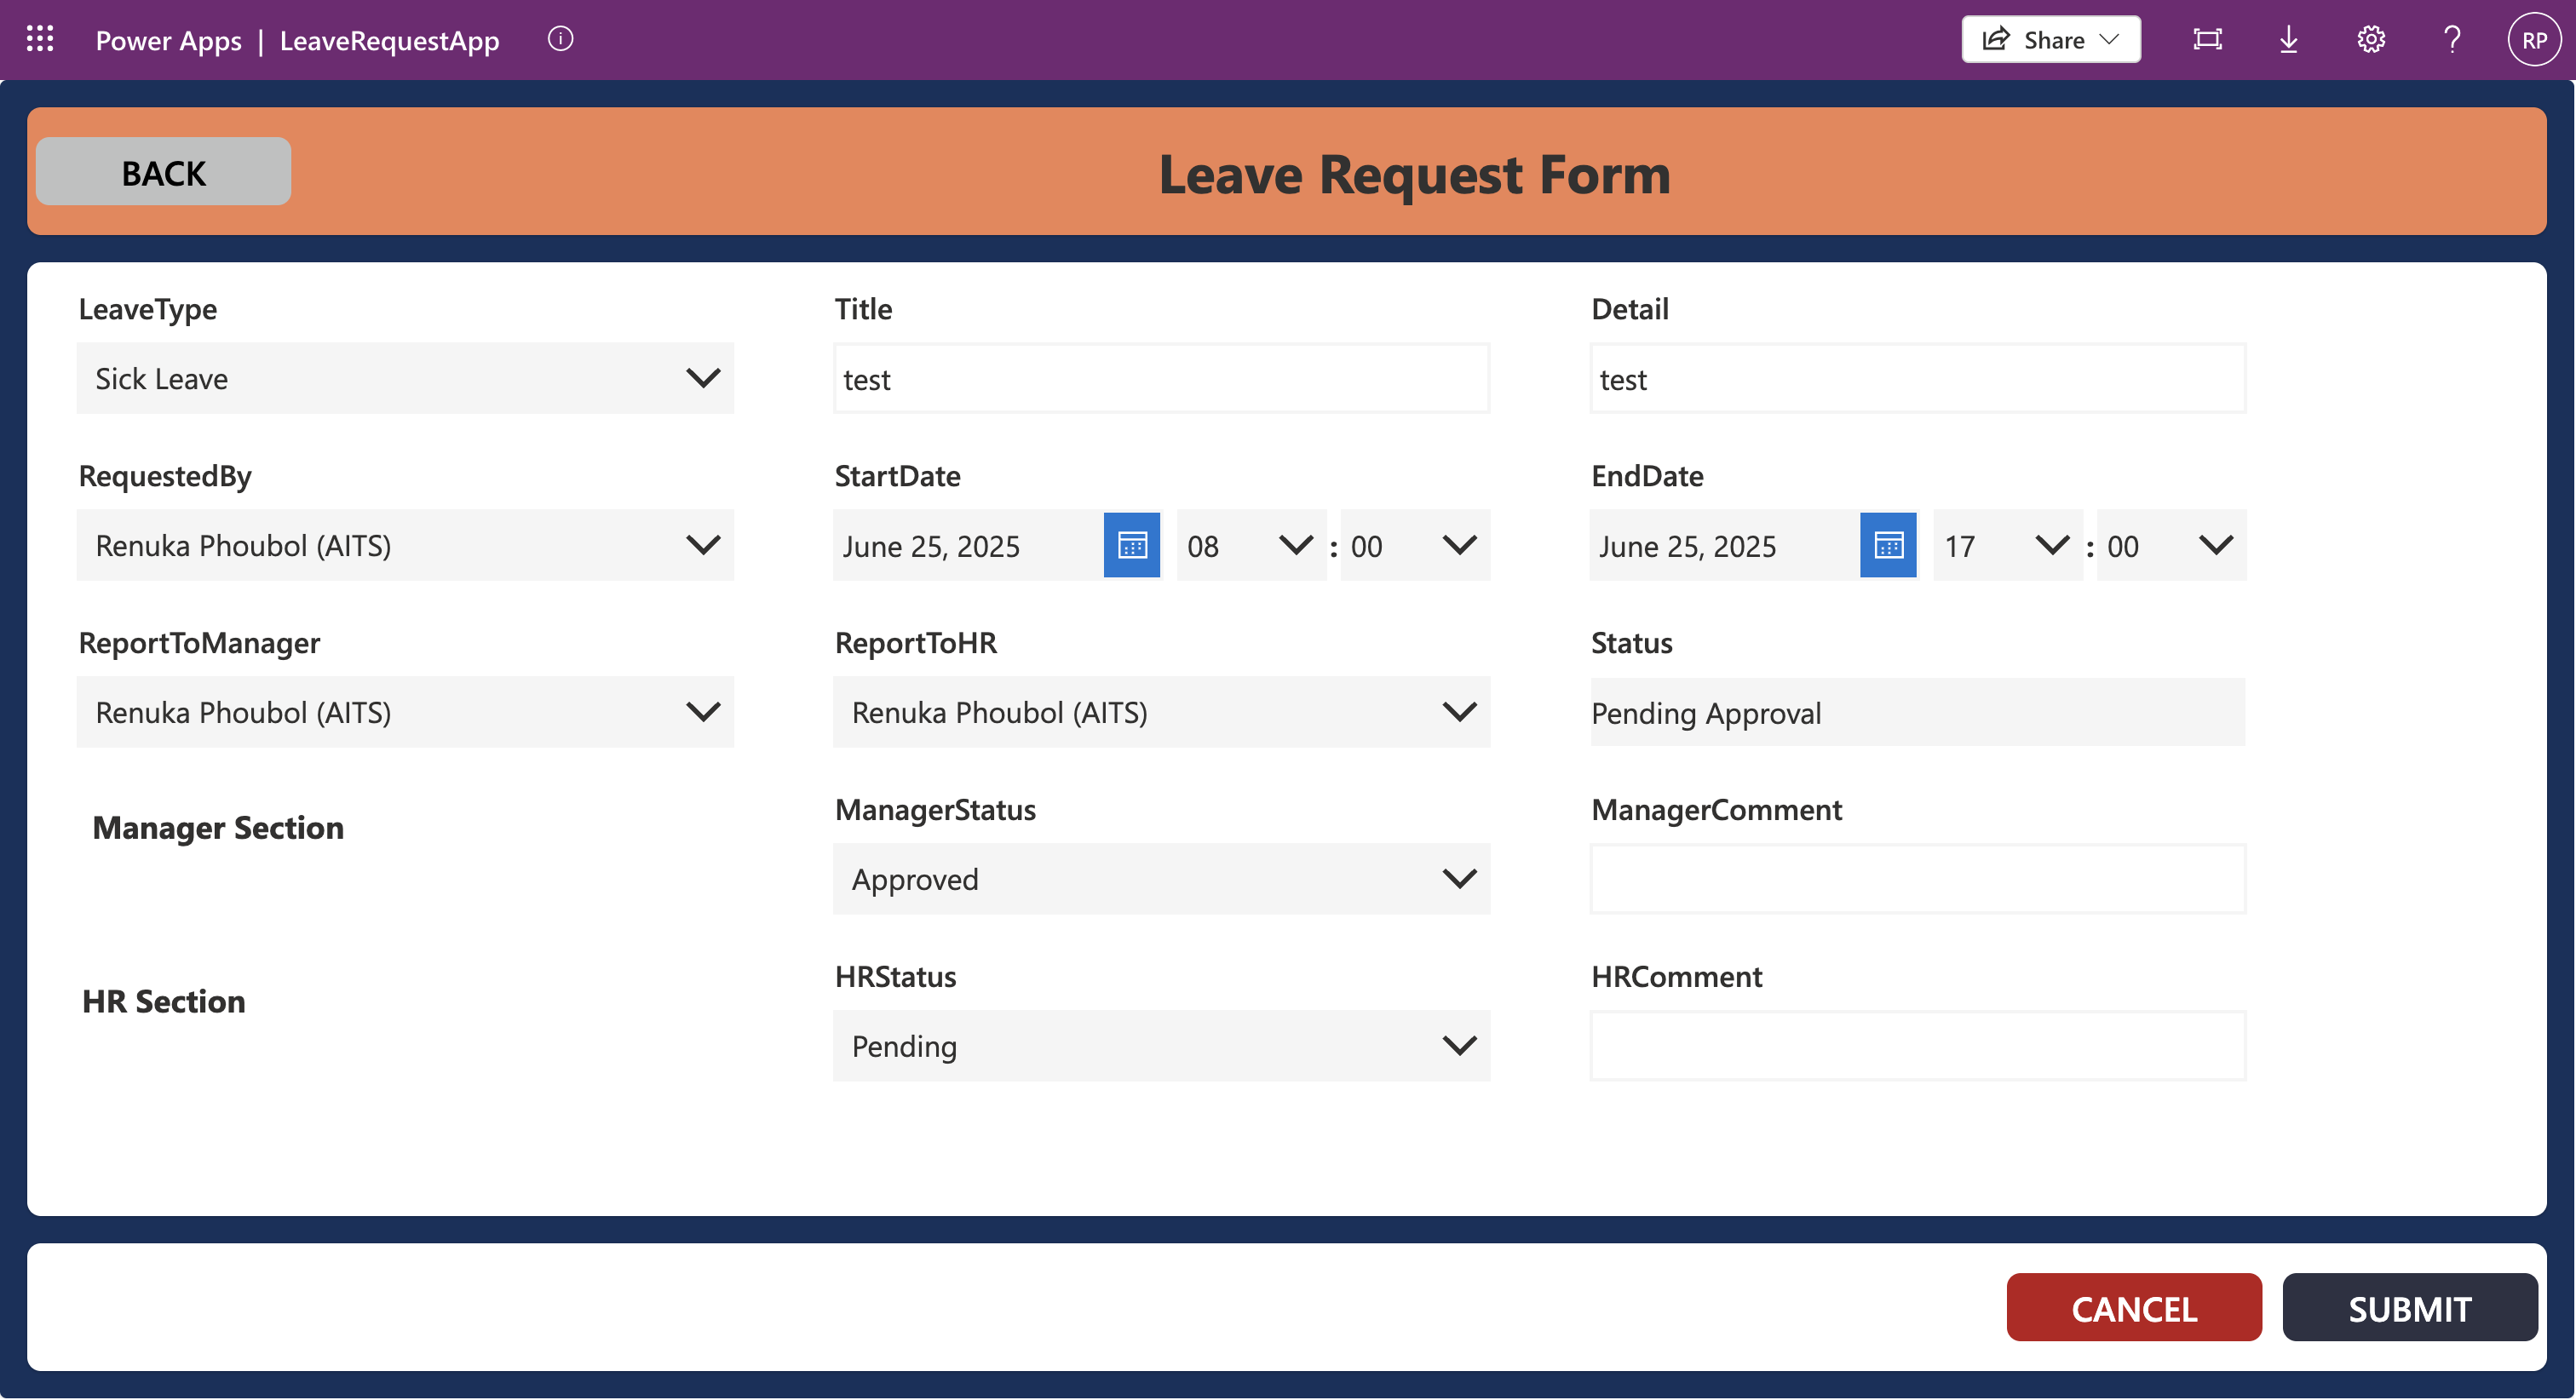 Power Apps | LeaveRequestApp
Share
RP
BACK
Leave Request Form
LeaveType
Title
Detail
Sick Leave
test
test
RequestedBy
StartDate
EndDate
Renuka Phoubol (AITS)
June 25, 2025
08 : 00
June 25, 2025
17 : 00
ReportToManager
ReportToHR
Status
Renuka Phoubol (AITS)
Renuka Phoubol (AITS)
Pending Approval
Manager Section
ManagerStatus
ManagerComment
Approved
HR Section
HRStatus
HRComment
Pending
CANCEL
SUBMIT